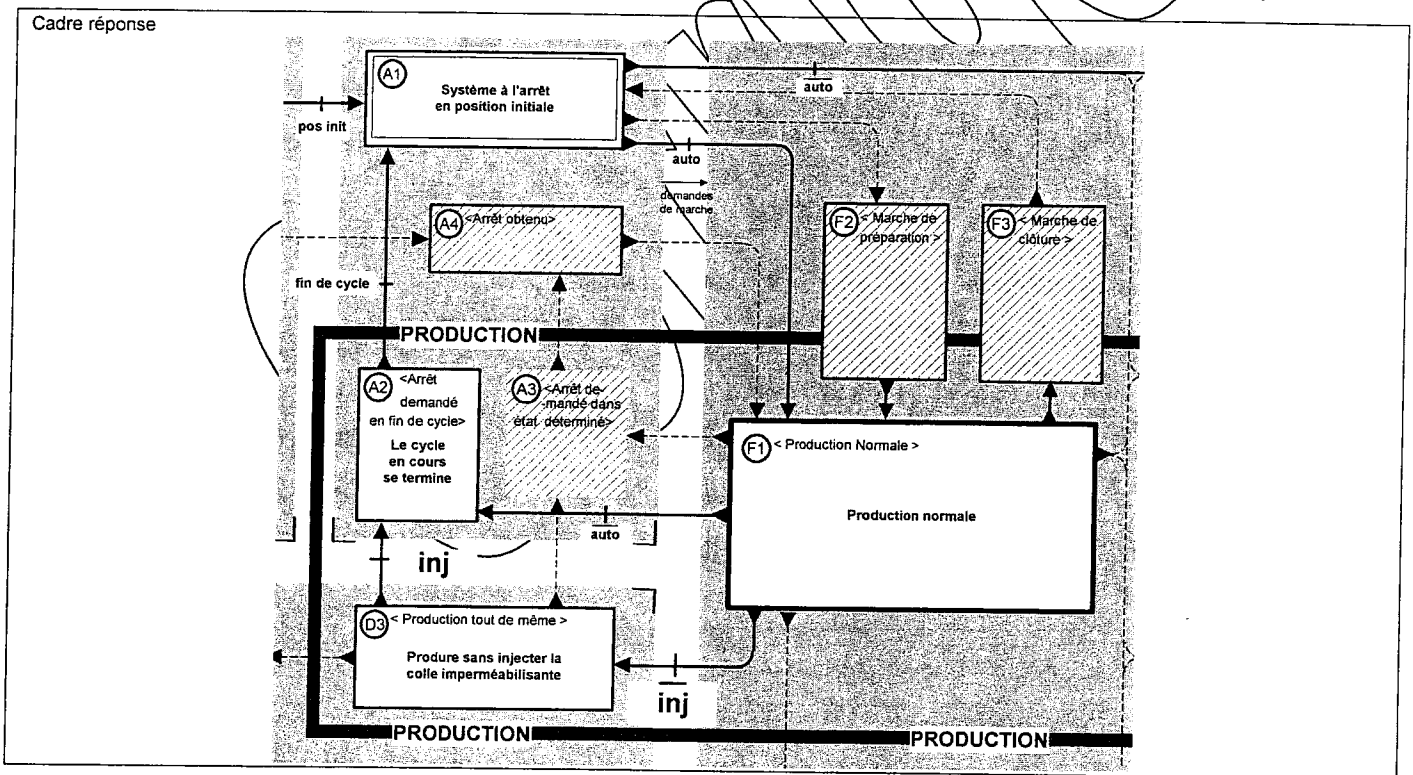 Cadre réponse
A1
Système à l'arrêt
en position initiale
auto
pos init
auto
demandes
de marche
A4 <Arrêt obtenu>
F2 < Marche de
préparation >
F3 < Marche de
clôture >
fin de cycle
PRODUCTION
A2 <Arrêt
demandé
en fin de cycle>
Le cycle
en cours
se termine
A3 <Arrêt de-
-mandé dans
état déterminé>
F1 < Production Normale >
Production normale
auto
inj
D3 < Production tout de même >
Produre sans injecter la
colle imperméabilisante
inj
PRODUCTION
PRODUCTION